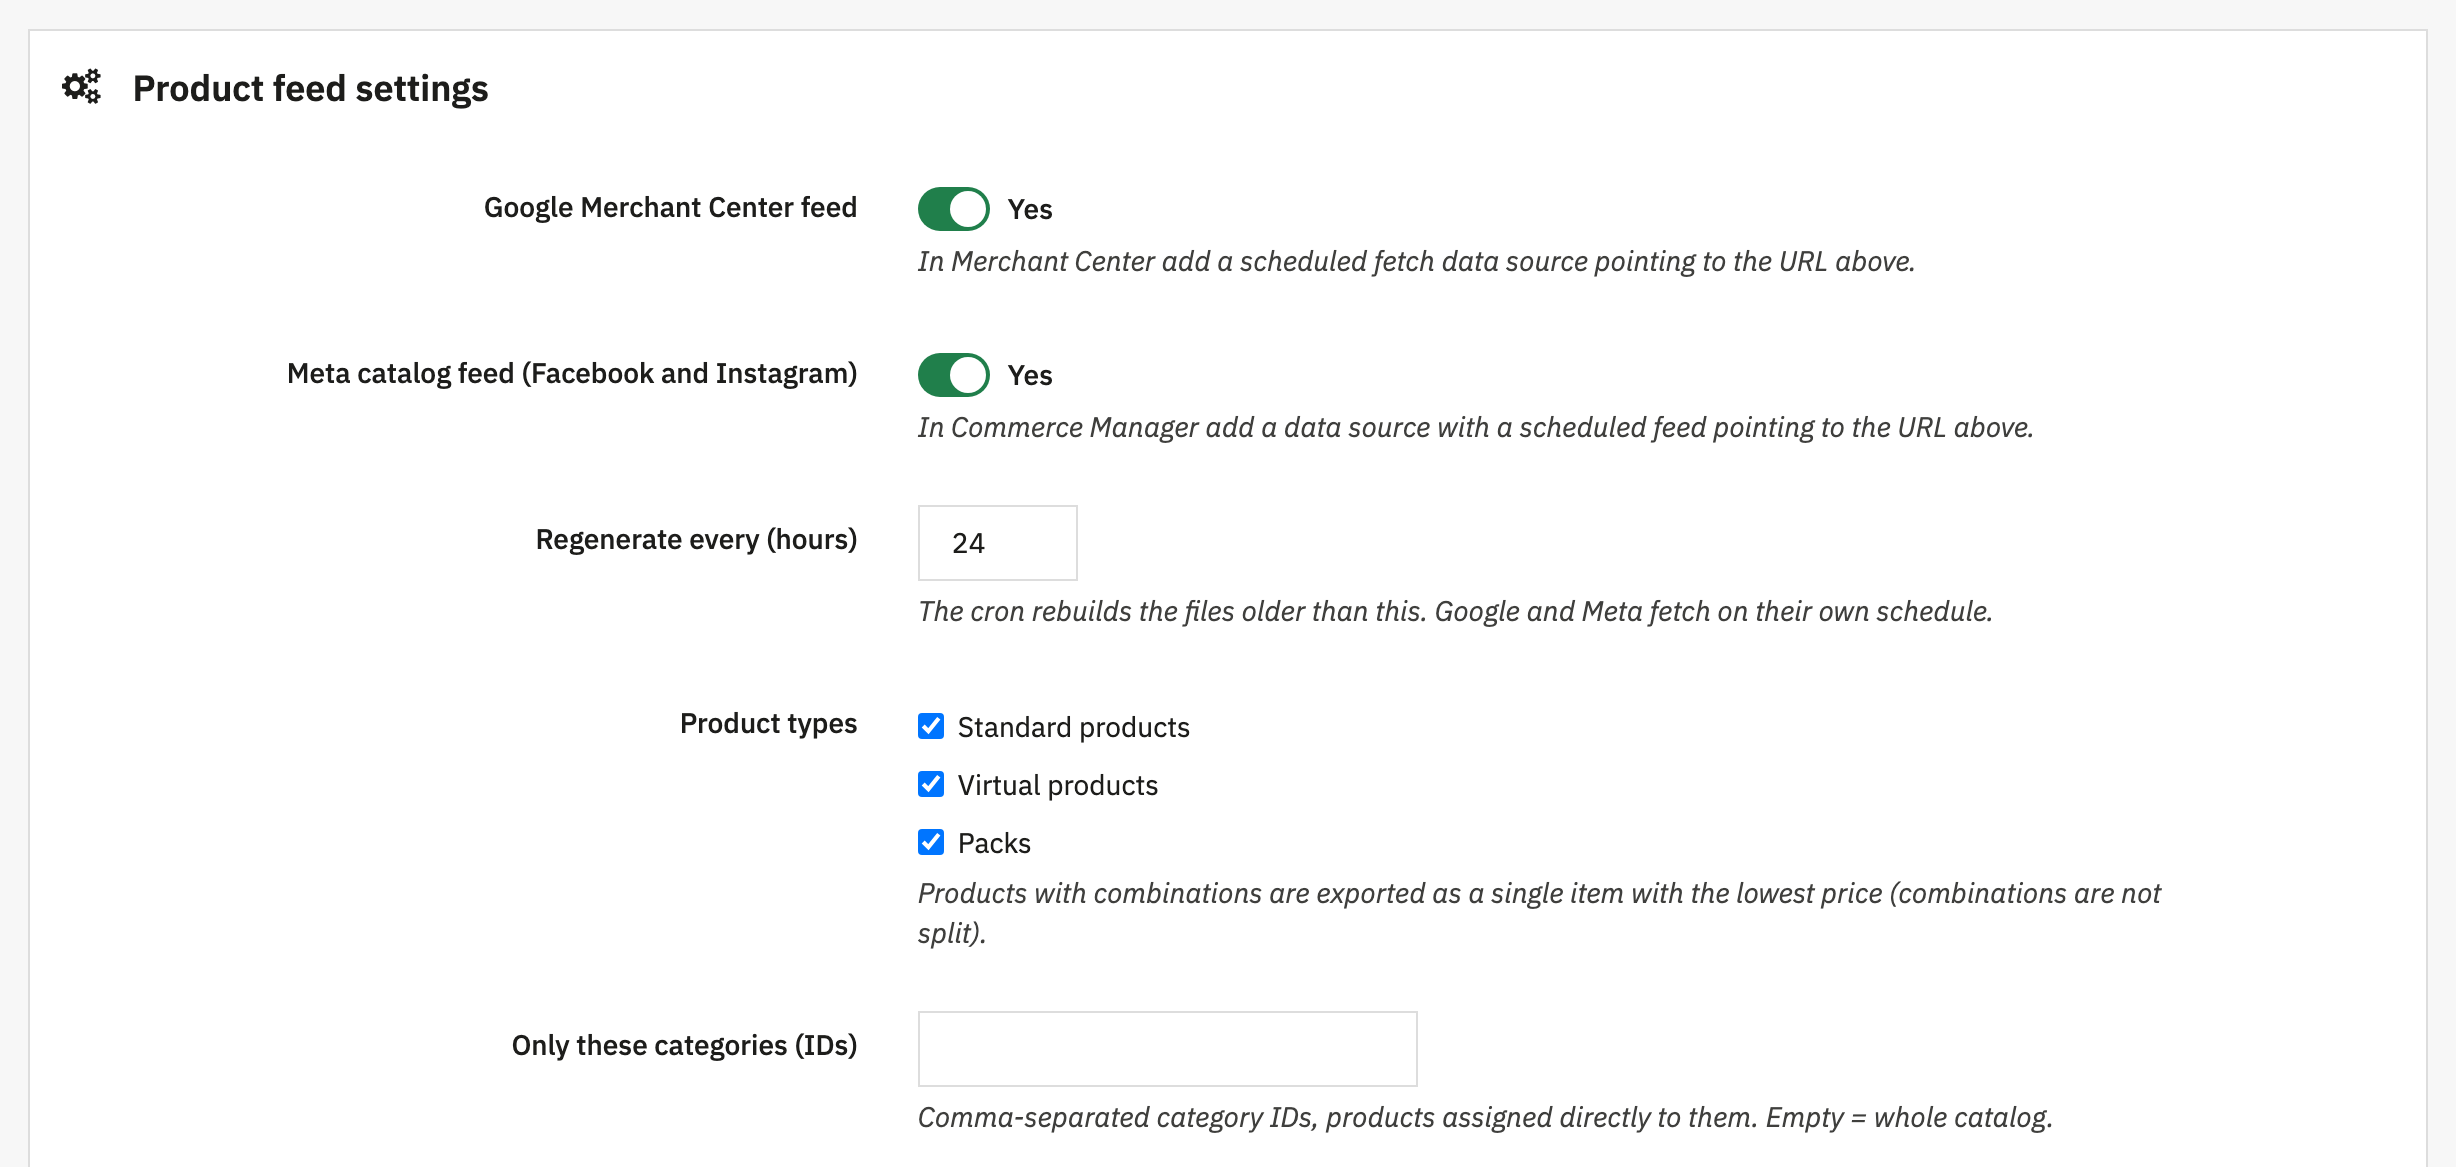 Product feed settings
Google Merchant Center feed
Yes
In Merchant Center add a scheduled fetch data source pointing to the URL above.
Meta catalog feed (Facebook and Instagram)
Yes
In Commerce Manager add a data source with a scheduled feed pointing to the URL above.
Regenerate every (hours)
24
The cron rebuilds the files older than this. Google and Meta fetch on their own schedule.
Product types
Standard products
Virtual products
Packs
Products with combinations are exported as a single item with the lowest price (combinations are not
split).
Only these categories (IDs)
Comma-separated category IDs, products assigned directly to them. Empty = whole catalog.